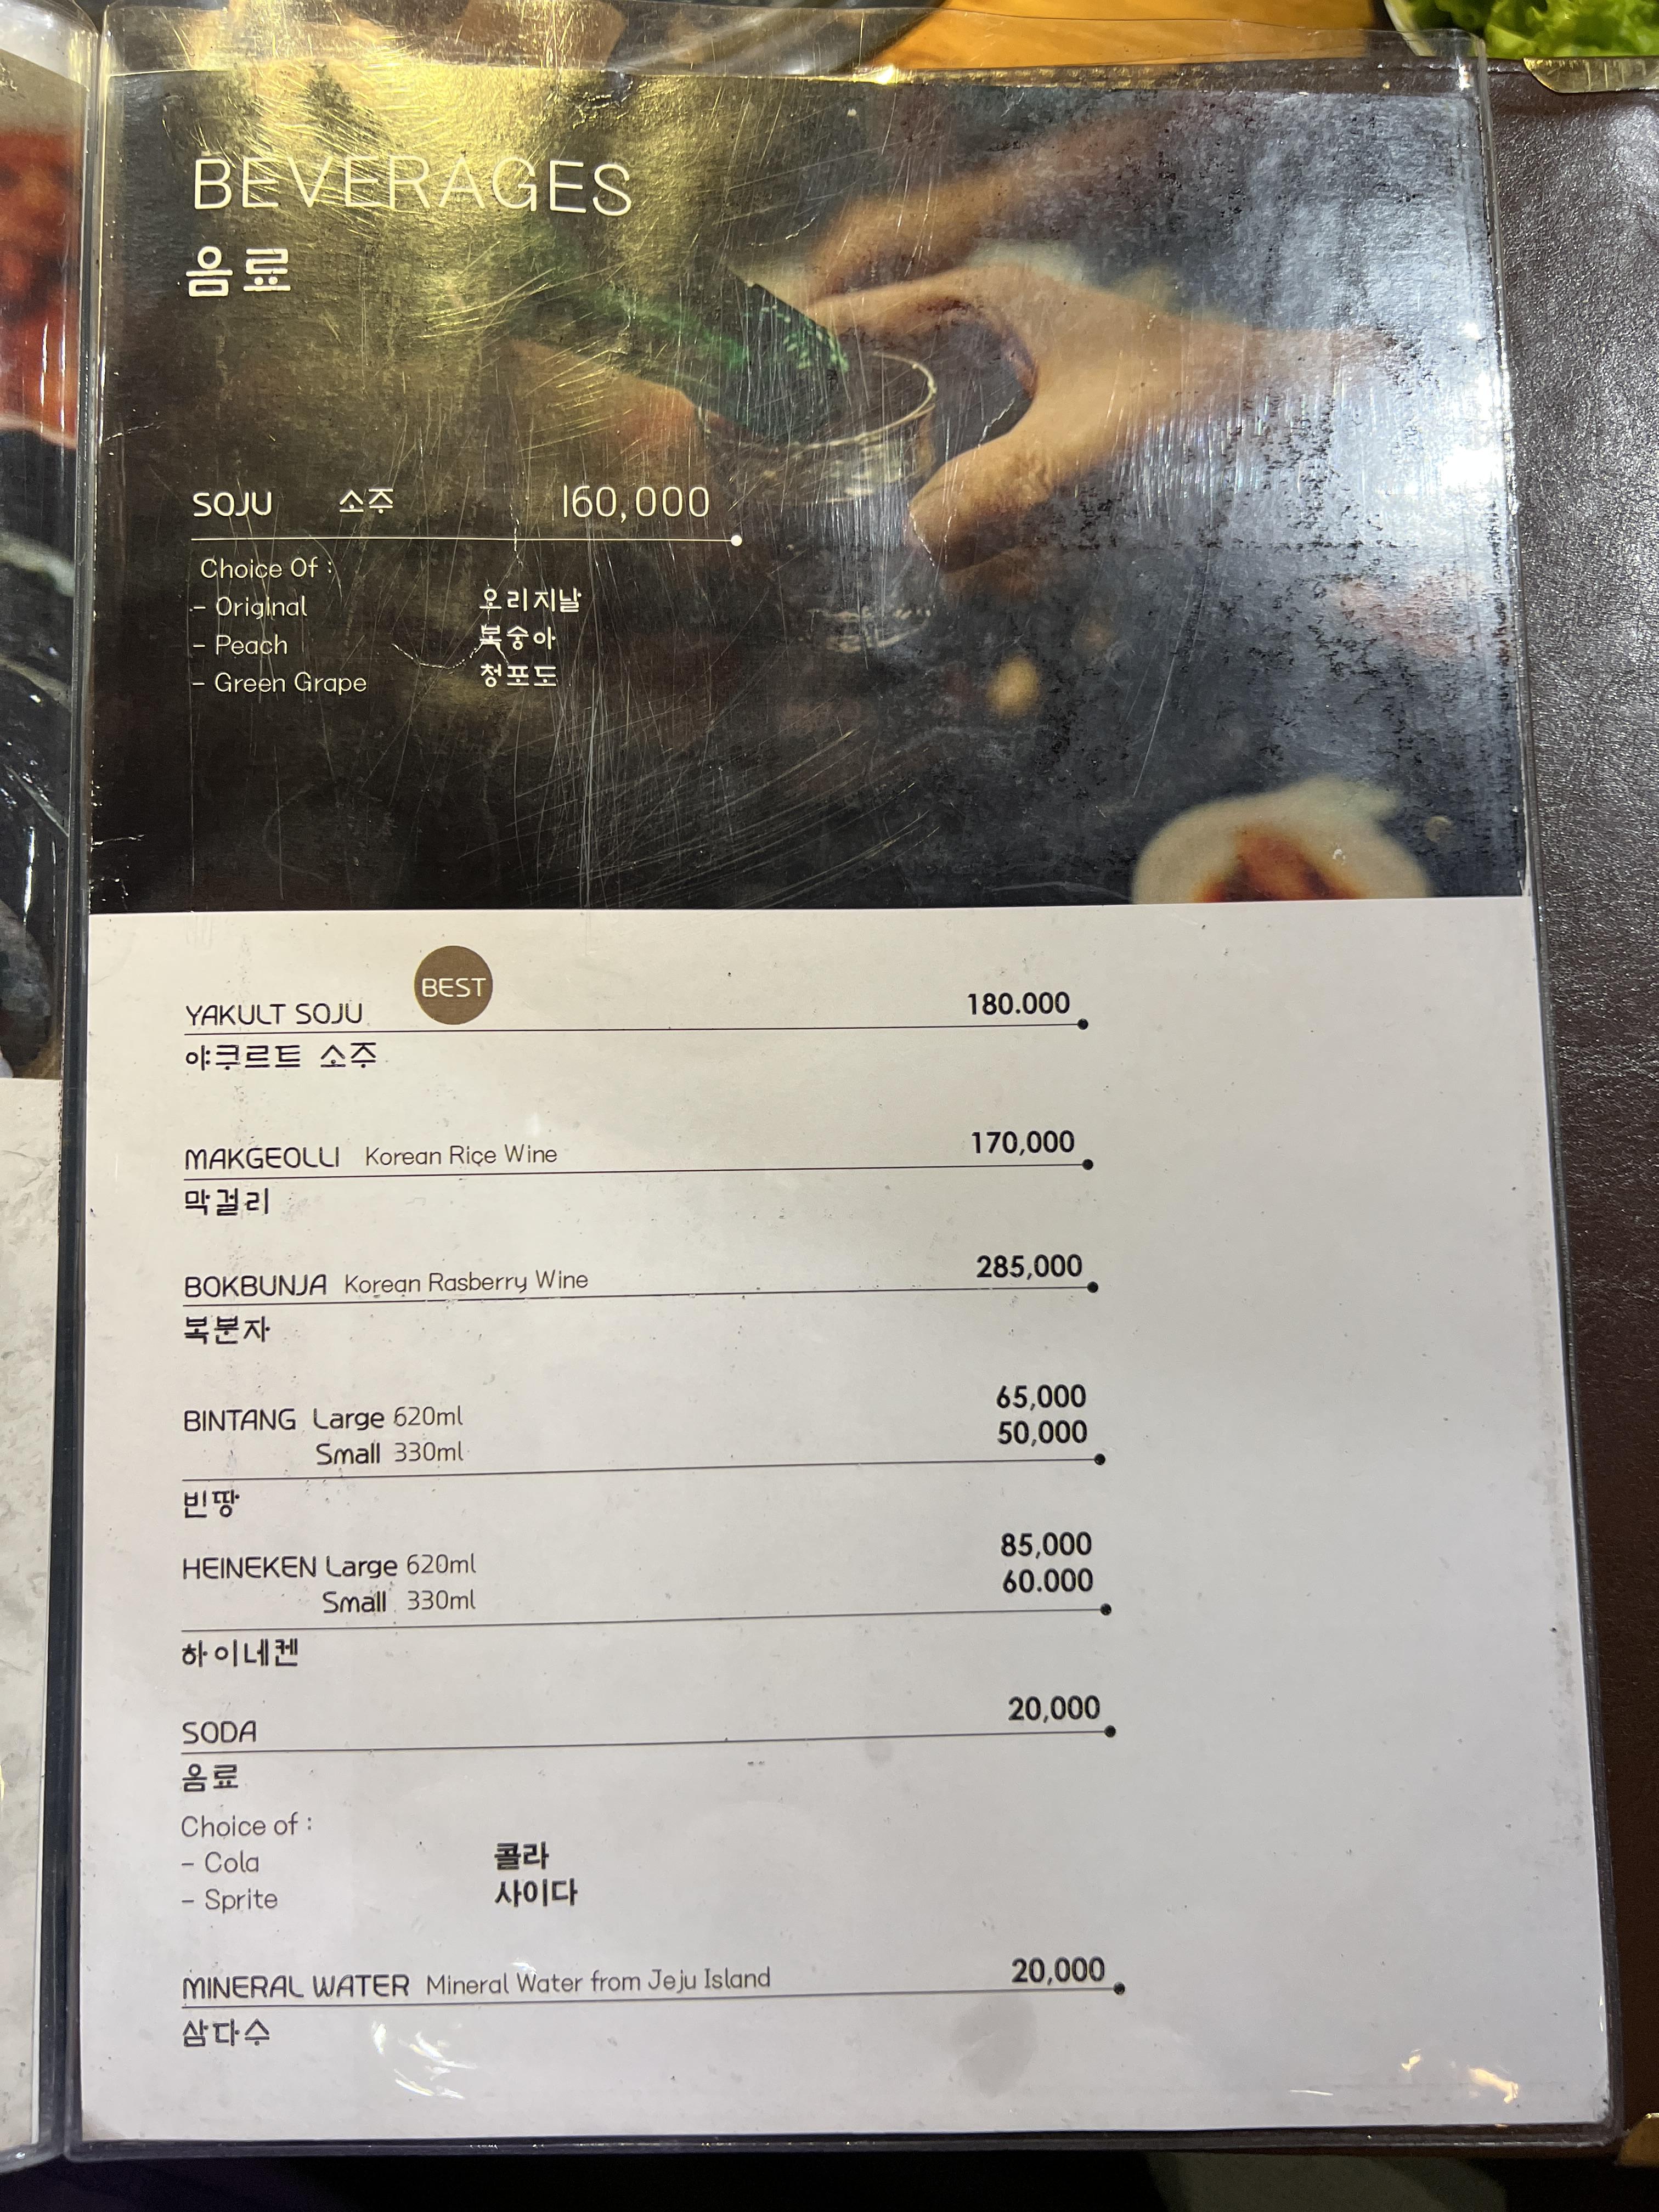 BEVERAGES
음료
SOJU 소주 160,000
Choice Of :
- Original 오리지날
- Peach 복숭아
- Green Grape 청포도
BEST
YAKULT SOJU 180.000
야쿠르트 소주
MAKGEOLLI Korean Rice Wine 170,000
막걸리
BOKBUNJA Korean Rasberry Wine 285,000
복분자
BINTANG Large 620ml 65,000
Small 330ml 50,000
빈땅
HEINEKEN Large 620ml 85,000
Small 330ml 60.000
하이네켄
SODA 20,000
음료
Choice of :
- Cola 콜라
- Sprite 사이다
MINERAL WATER Mineral Water from Jeju Island 20,000
삼다수